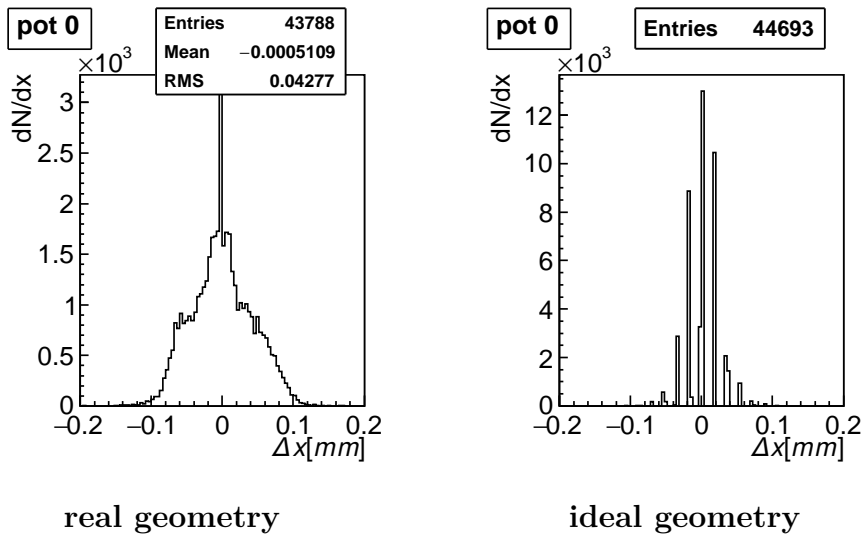 pot 0
Entries 43788
Mean −0.0005109
RMS 0.04277
×10³
dN/dx
3
2.5
2
1.5
1
0.5
0
−0.2 −0.1 0 0.1 0.2
Δx[mm]
real geometry
pot 0
Entries 44693
×10³
dN/dx
12
10
8
6
4
2
0
−0.2 −0.1 0 0.1 0.2
Δx[mm]
ideal geometry